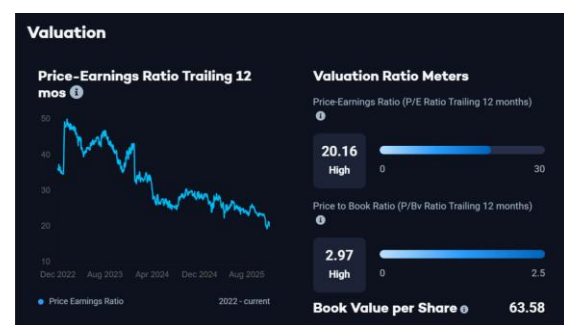 Valuation
Price-Earnings Ratio Trailing 12
mos
50
40
30
20
10
Dec 2022 Aug 2023 Apr 2024 Dec 2024 Aug 2025
Price Earnings Ratio 2022 - current
Valuation Ratio Meters
Price-Earnings Ratio (P/E Ratio Trailing 12 months)
20.16
High
0 30
Price to Book Ratio (P/Bv Ratio Trailing 12 months)
2.97
High
0 2.5
Book Value per Share 63.58